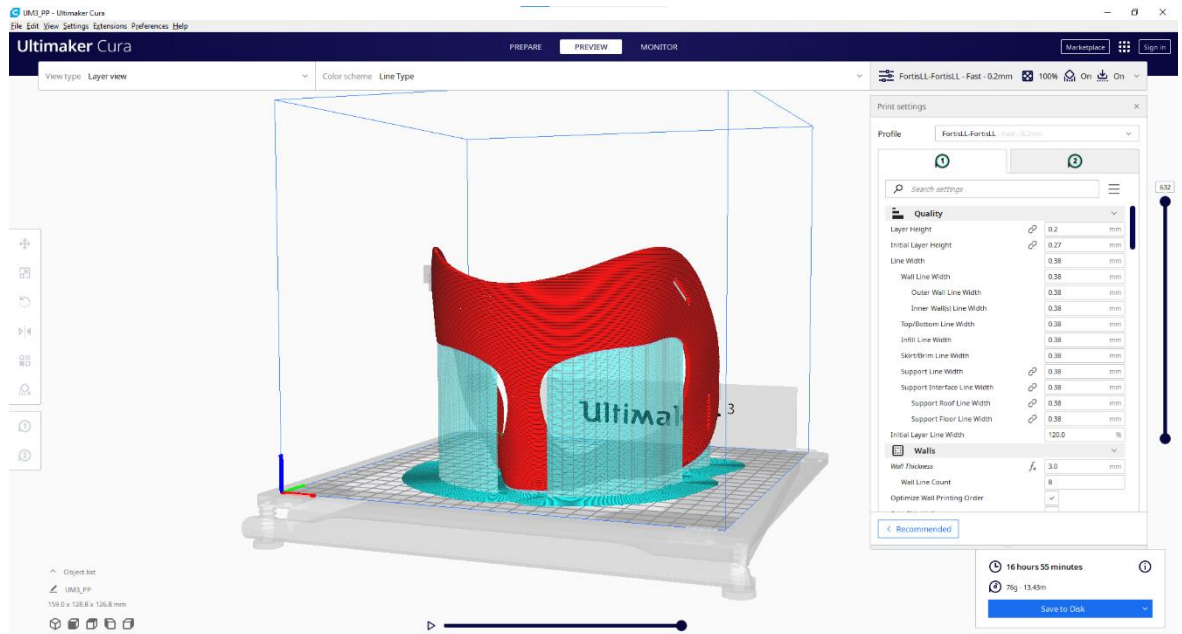 UM3_PP - Ultimaker Cura
File Edit View Settings Extensions Preferences Help
Ultimaker Cura
PREPARE PREVIEW MONITOR
Marketplace Sign in
View type Layer view
Color scheme Line Type
FortisLL-FortisLL - Fast - 0.2mm 100% On On
Print settings
Profile FortisLL-FortisLL - Fast - 0.2mm
1 2
Search settings
632
Quality
Layer Height 0.2 mm
Initial Layer Height 0.27 mm
Line Width 0.38 mm
Wall Line Width 0.38 mm
Outer Wall Line Width 0.38 mm
Inner Wall(s) Line Width 0.38 mm
Top/Bottom Line Width 0.38 mm
Infill Line Width 0.38 mm
Skirt/Brim Line Width 0.38 mm
Support Line Width 0.38 mm
Support Interface Line Width 0.38 mm
Support Roof Line Width 0.38 mm
Support Floor Line Width 0.38 mm
Initial Layer Line Width 120.0 %
Walls
Wall Thickness 3.0 mm
Wall Line Count 8
Optimize Wall Printing Order
Recommended
Ultimak 3
1
2
Object list
UM3_PP
159.0 x 128.8 x 126.8 mm
16 hours 55 minutes
76g · 13.43m
Save to Disk